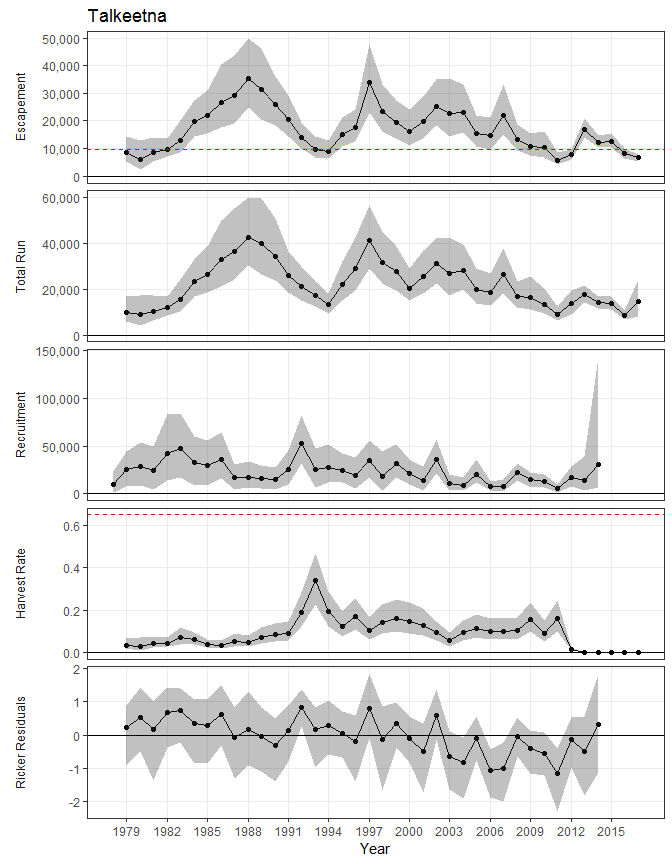 Talkeetna
Escapement
50,000
40,000
30,000
20,000
10,000
0
Total Run
60,000
40,000
20,000
0
Recruitment
150,000
100,000
50,000
0
Harvest Rate
0.6
0.4
0.2
0.0
Ricker Residuals
2
1
0
-1
-2
1979 1982 1985 1988 1991 1994 1997 2000 2003 2006 2009 2012 2015
Year